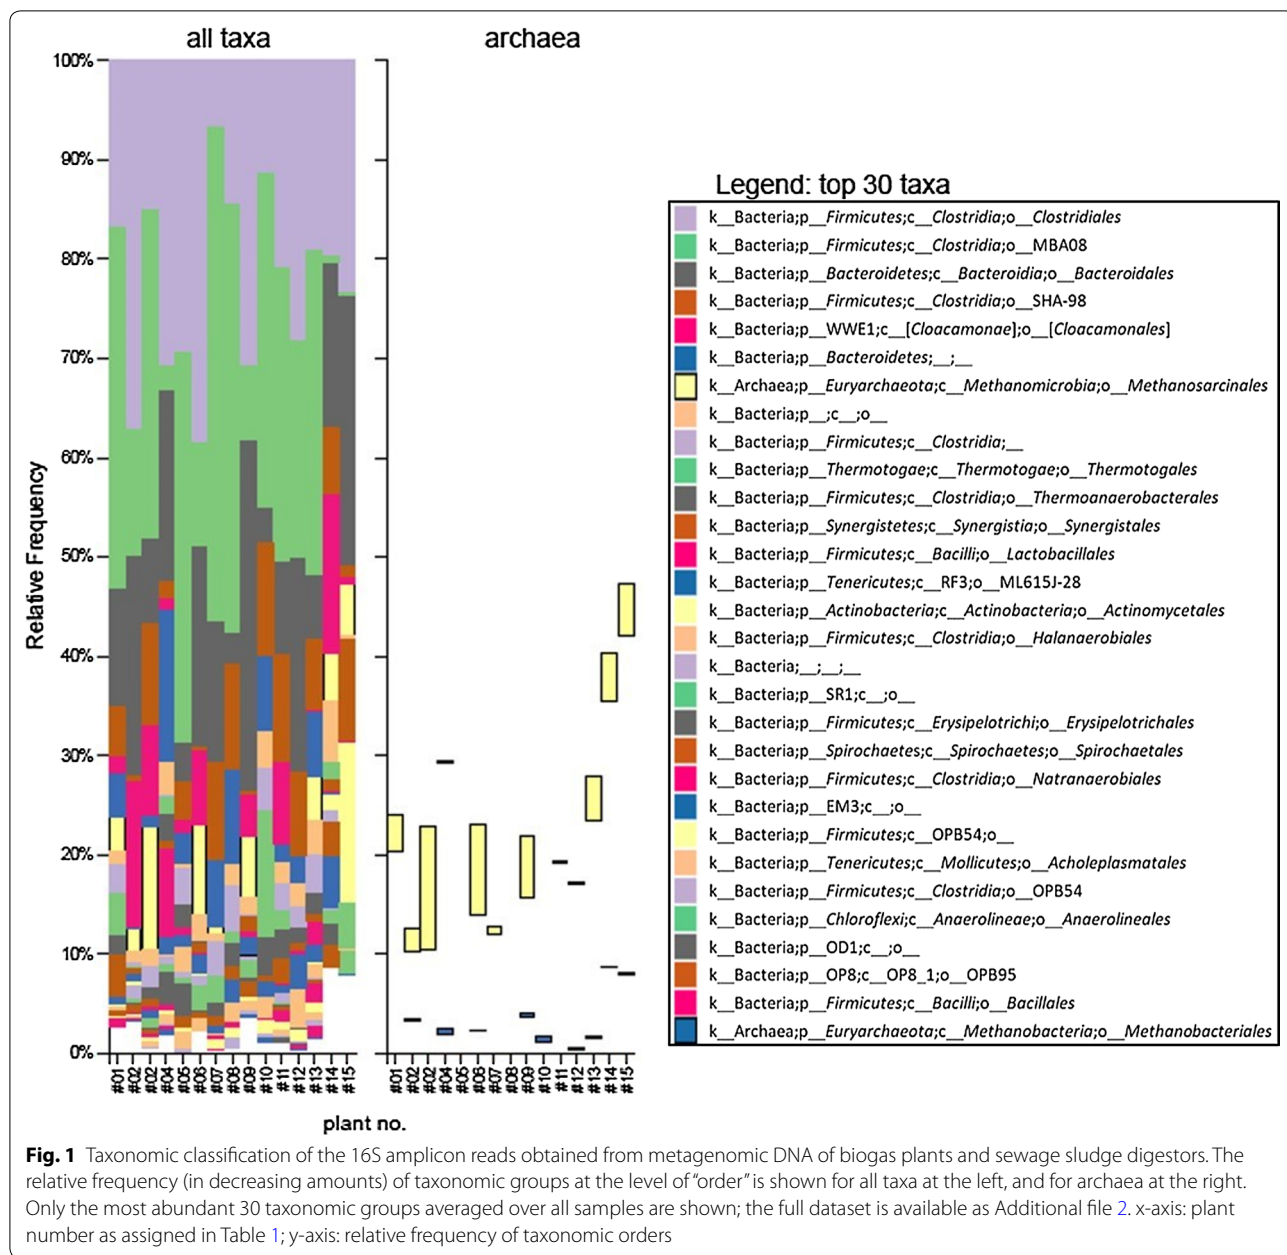 all taxa
archaea
100%
90%
80%
70%
60%
50%
40%
30%
20%
10%
0%
Relative Frequency
#01
#02
#02
#04
#05
#06
#07
#08
#09
#10
#11
#12
#13
#14
#15
#01
#02
#02
#04
#05
#06
#07
#08
#09
#10
#11
#12
#13
#14
#15
plant no.
Legend: top 30 taxa
k__Bacteria;p__Firmicutes;c__Clostridia;o__Clostridiales
k__Bacteria;p__Firmicutes;c__Clostridia;o__MBA08
k__Bacteria;p__Bacteroidetes;c__Bacteroidia;o__Bacteroidales
k__Bacteria;p__Firmicutes;c__Clostridia;o__SHA-98
k__Bacteria;p__WWE1;c__[Cloacamonae];o__[Cloacamonales]
k__Bacteria;p__Bacteroidetes;__;__
k__Archaea;p__Euryarchaeota;c__Methanomicrobia;o__Methanosarcinales
k__Bacteria;p__;c__;o__
k__Bacteria;p__Firmicutes;c__Clostridia;__
k__Bacteria;p__Thermotogae;c__Thermotogae;o__Thermotogales
k__Bacteria;p__Firmicutes;c__Clostridia;o__Thermoanaerobacterales
k__Bacteria;p__Synergistetes;c__Synergistia;o__Synergistales
k__Bacteria;p__Firmicutes;c__Bacilli;o__Lactobacillales
k__Bacteria;p__Tenericutes;c__RF3;o__ML615J-28
k__Bacteria;p__Actinobacteria;c__Actinobacteria;o__Actinomycetales
k__Bacteria;p__Firmicutes;c__Clostridia;o__Halanaerobiales
k__Bacteria;__;__;__
k__Bacteria;p__SR1;c__;o__
k__Bacteria;p__Firmicutes;c__Erysipelotrichi;o__Erysipelotrichales
k__Bacteria;p__Spirochaetes;c__Spirochaetes;o__Spirochaetales
k__Bacteria;p__Firmicutes;c__Clostridia;o__Natranaerobiales
k__Bacteria;p__EM3;c__;o__
k__Bacteria;p__Firmicutes;c__OPB54;o__
k__Bacteria;p__Tenericutes;c__Mollicutes;o__Acholeplasmatales
k__Bacteria;p__Firmicutes;c__Clostridia;o__OPB54
k__Bacteria;p__Chloroflexi;c__Anaerolineae;o__Anaerolineales
k__Bacteria;p__OD1;c__;o__
k__Bacteria;p__OP8;c__OP8_1;o__OPB95
k__Bacteria;p__Firmicutes;c__Bacilli;o__Bacillales
k__Archaea;p__Euryarchaeota;c__Methanobacteria;o__Methanobacteriales
Fig. 1 Taxonomic classification of the 16S amplicon reads obtained from metagenomic DNA of biogas plants and sewage sludge digestors. The
relative frequency (in decreasing amounts) of taxonomic groups at the level of “order” is shown for all taxa at the left, and for archaea at the right.
Only the most abundant 30 taxonomic groups averaged over all samples are shown; the full dataset is available as Additional file 2. x-axis: plant
number as assigned in Table 1; y-axis: relative frequency of taxonomic orders